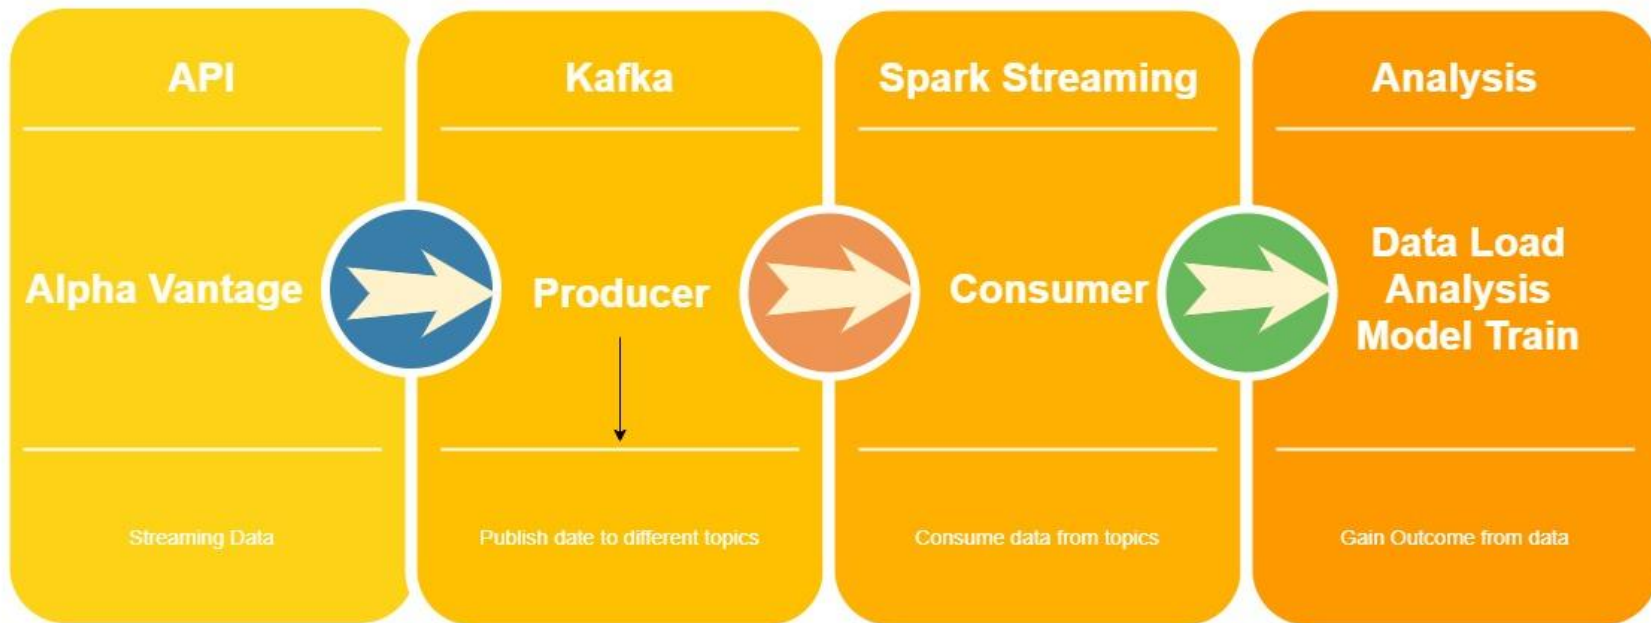 API
Alpha Vantage
Streaming Data
Kafka
Producer
Publish date to different topics
Spark Streaming
Consumer
Consume data from topics
Analysis
Data Load
Analysis
Model Train
Gain Outcome from data